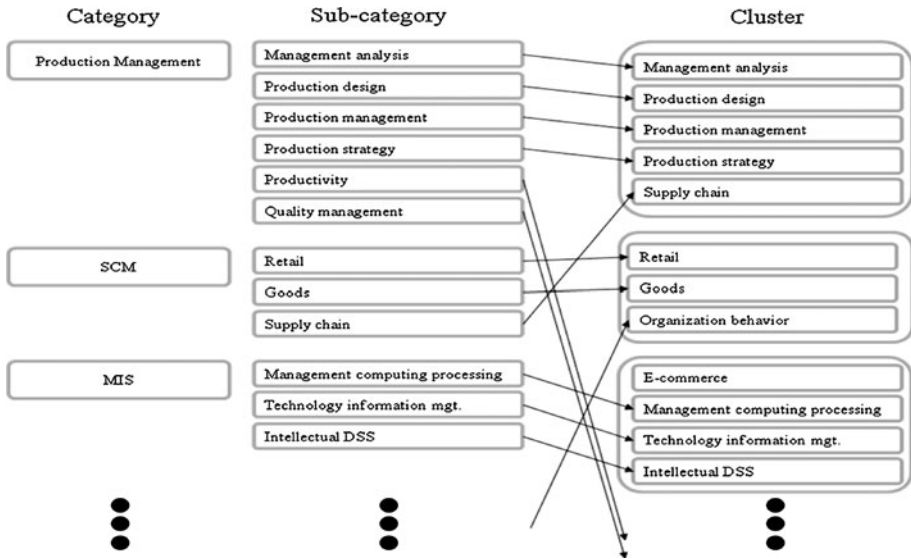 Category
Sub-category
Cluster
Production Management
Management analysis
Production design
Production management
Production strategy
Productivity
Quality management
Management analysis
Production design
Production management
Production strategy
Supply chain
SCM
Retail
Goods
Supply chain
Retail
Goods
Organization behavior
MIS
Management computing processing
Technology information mgt.
Intellectual DSS
E-commerce
Management computing processing
Technology information mgt.
Intellectual DSS